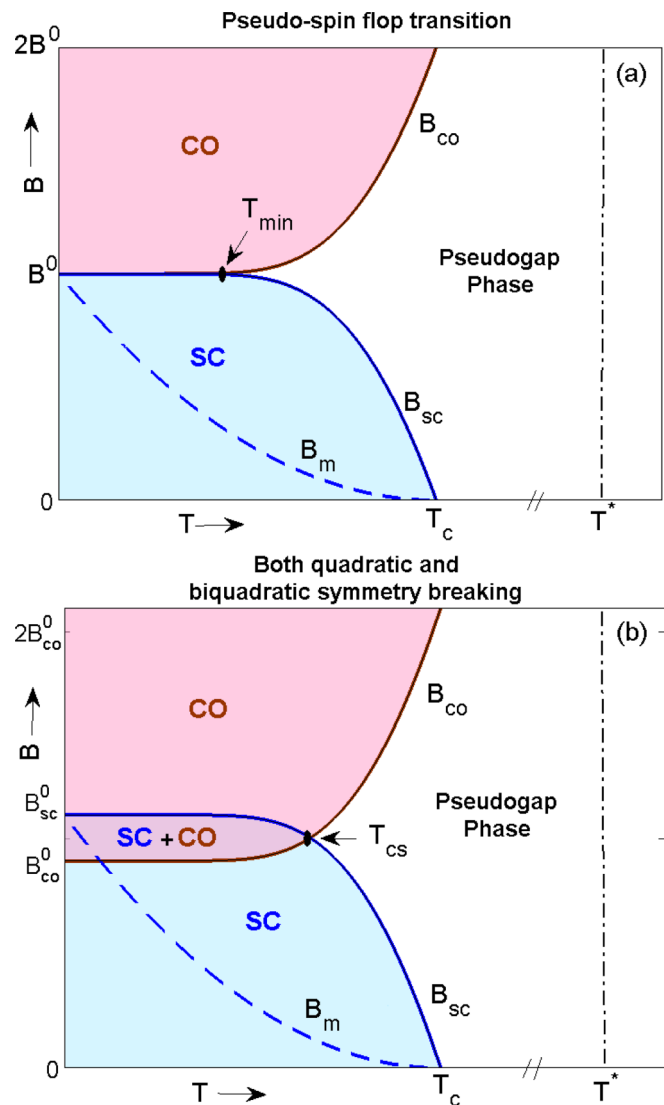 Pseudo-spin flop transition
2B⁰
(a)
CO
B_co
B
T_min
Pseudogap
Phase
B⁰
SC
B_sc
B_m
0
T
T_c
//
T*
Both quadratic and
biquadratic symmetry breaking
2B⁰_co
(b)
CO
B_co
B
B⁰_sc
Pseudogap
Phase
SC + CO
T_cs
B⁰_co
SC
B_m
B_sc
0
T
T_c
//
T*